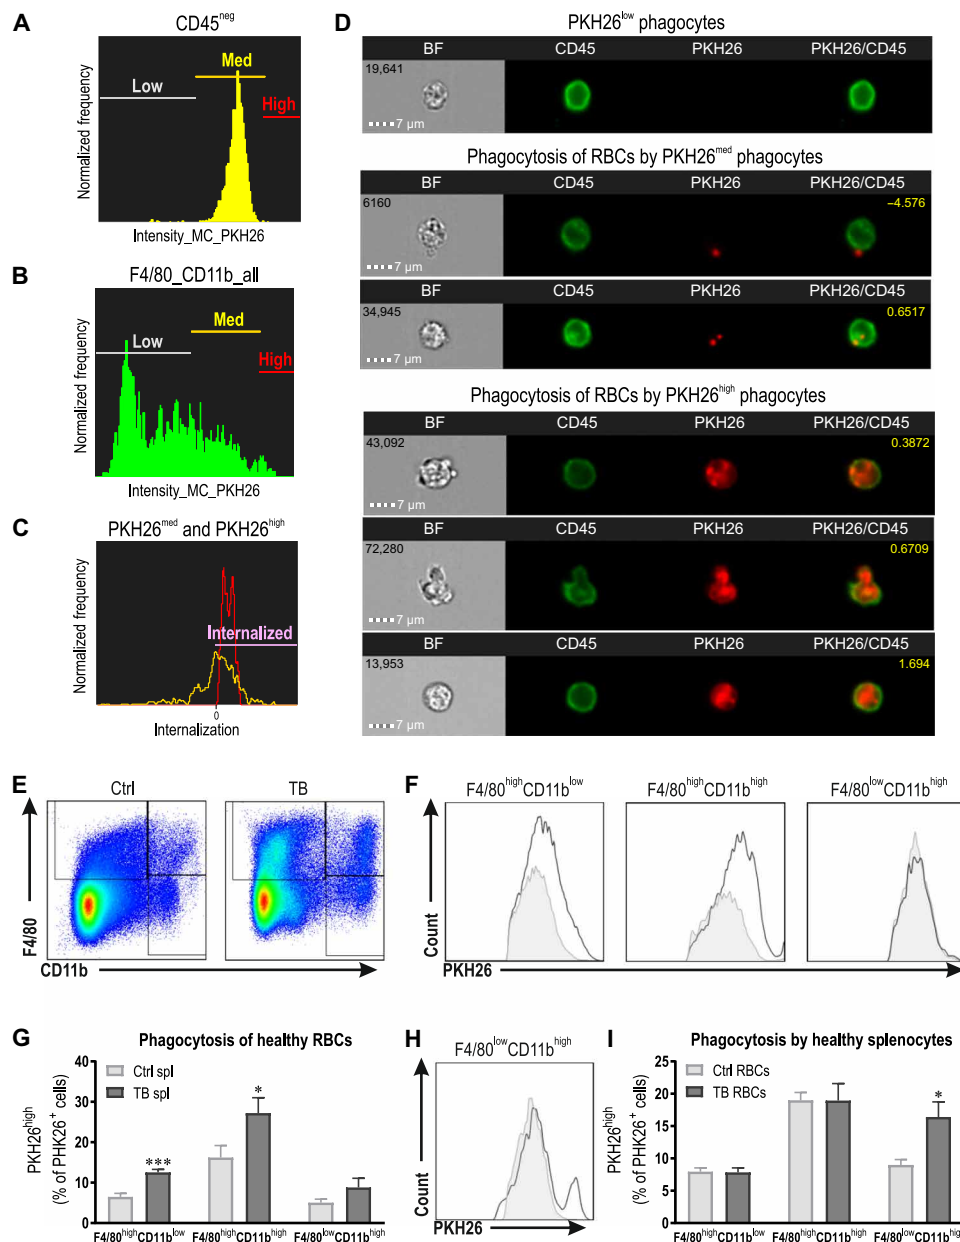 A
CD45neg
Low
Med
High
Normalized frequency
Intensity_MC_PKH26
B
F4/80_CD11b_all
Low
Med
High
Normalized frequency
Intensity_MC_PKH26
C
PKH26med and PKH26high
Internalized
Normalized frequency
0
Internalization
D
PKH26low phagocytes
BF CD45 PKH26 PKH26/CD45
19,641
7 µm
Phagocytosis of RBCs by PKH26med phagocytes
BF CD45 PKH26 PKH26/CD45
6160 –4.576
7 µm
BF CD45 PKH26 PKH26/CD45
34,945 0.6517
7 µm
Phagocytosis of RBCs by PKH26high phagocytes
BF CD45 PKH26 PKH26/CD45
43,092 0.3872
7 µm
BF CD45 PKH26 PKH26/CD45
72,280 0.6709
7 µm
BF CD45 PKH26 PKH26/CD45
13,953 1.694
7 µm
E
Ctrl TB
F4/80
CD11b
F
F4/80highCD11blow F4/80highCD11bhigh F4/80lowCD11bhigh
Count
PKH26
G
Phagocytosis of healthy RBCs
Ctrl spl
TB spl
PKH26high
(% of PHK26+ cells)
40
30
20
10
0
***
*
F4/80highCD11blow F4/80highCD11bhigh F4/80lowCD11bhigh
H
F4/80lowCD11bhigh
Count
PKH26
I
Phagocytosis by healthy splenocytes
Ctrl RBCs
TB RBCs
PKH26high
(% of PHK26+ cells)
25
20
15
10
5
0
*
F4/80highCD11blow F4/80highCD11bhigh F4/80lowCD11bhigh